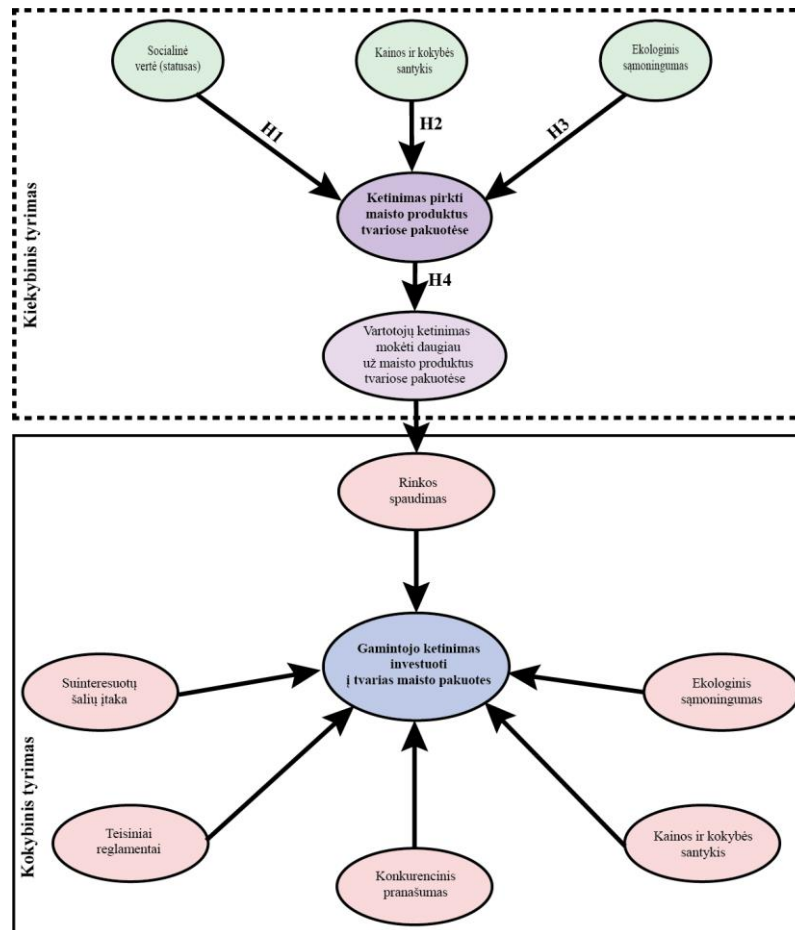 Socialinė
vertė (statusas)
Kainos ir kokybės
santykis
Ekologinis
sąmoningumas
H1
H2
H3
Ketinimas pirkti
maisto produktus
tvariose pakuotėse
H4
Vartotojų ketinimas
mokėti daugiau
už maisto produktus
tvariose pakuotėse
Kiekybinis tyrimas
Rinkos
spaudimas
Gamintojo ketinimas
investuoti
į tvarias maisto pakuotes
Suinteresuotų
šalių įtaka
Ekologinis
sąmoningumas
Teisiniai
reglamentai
Konkurencinis
pranašumas
Kainos ir kokybės
santykis
Kokybinis tyrimas